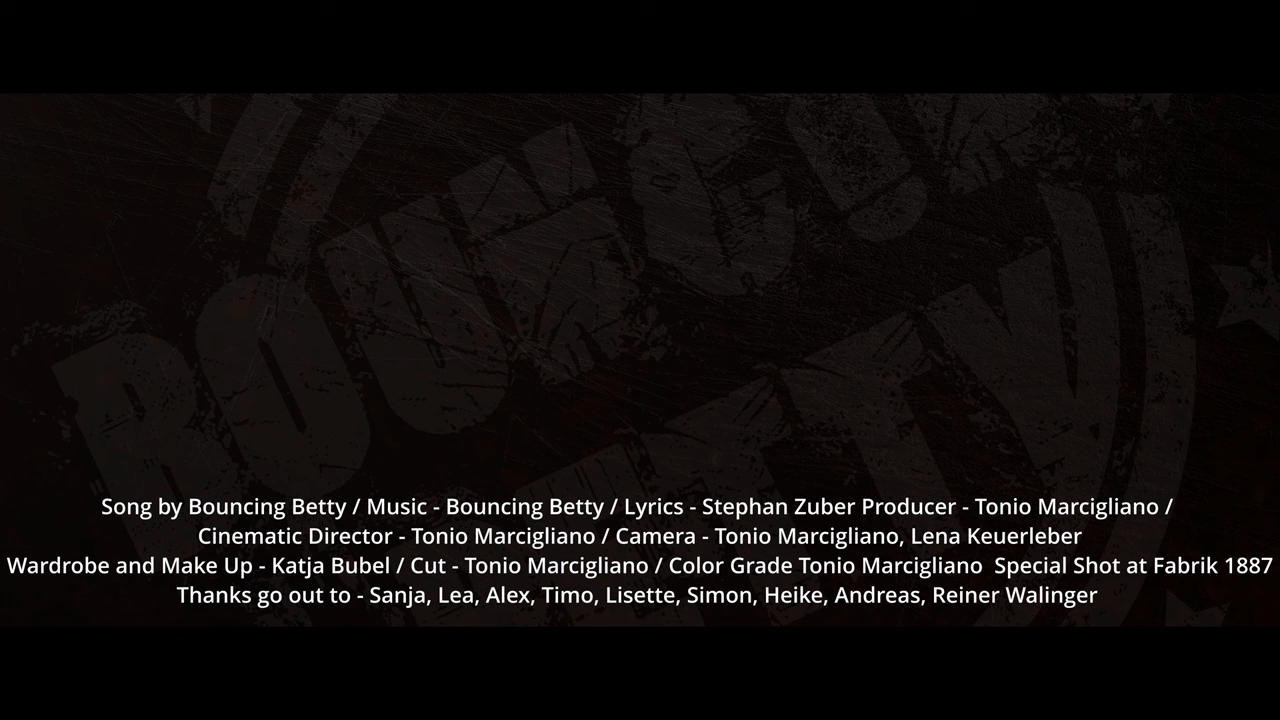 BOUNCING
BETTY
Song by Bouncing Betty / Music - Bouncing Betty / Lyrics - Stephan Zuber Producer - Tonio Marcigliano /
Cinematic Director - Tonio Marcigliano / Camera - Tonio Marcigliano, Lena Keuerleber
Wardrobe and Make Up - Katja Bubel / Cut - Tonio Marcigliano / Color Grade Tonio Marcigliano  Special Shot at Fabrik 1887
Thanks go out to - Sanja, Lea, Alex, Timo, Lisette, Simon, Heike, Andreas, Reiner Walinger